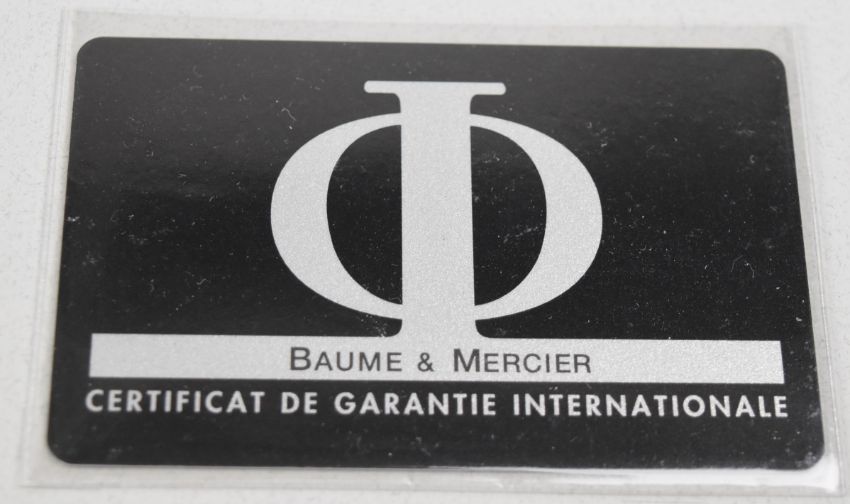 Φ
BAUME & MERCIER
CERTIFICAT DE GARANTIE INTERNATIONALE